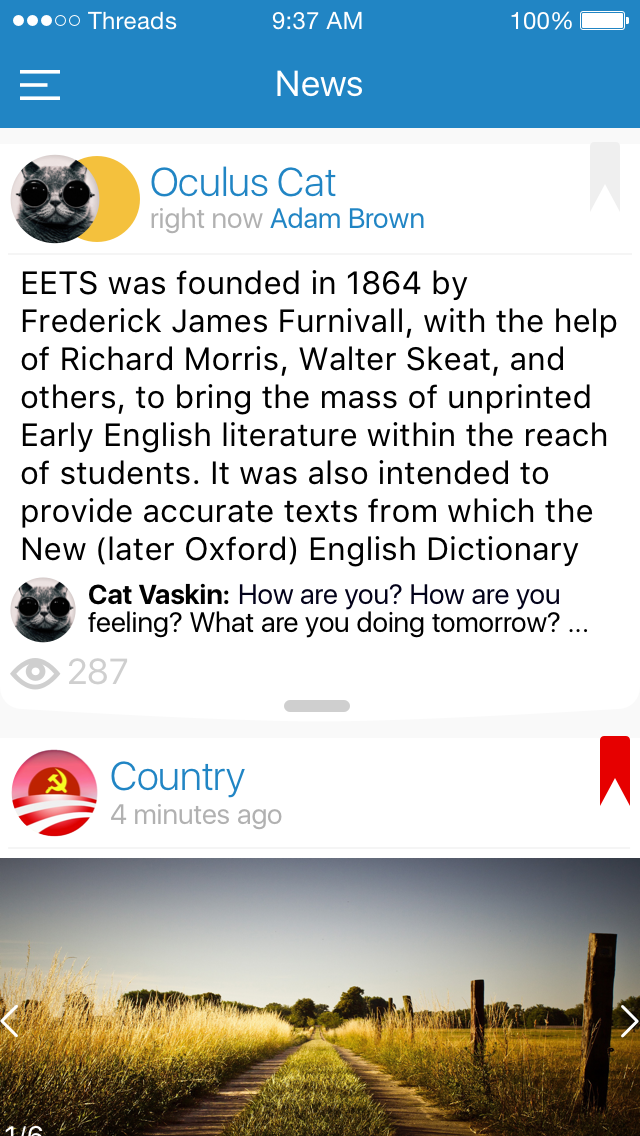 Threads 9:37 AM 100%
News
Oculus Cat
right now Adam Brown
EETS was founded in 1864 by
Frederick James Furnivall, with the help
of Richard Morris, Walter Skeat, and
others, to bring the mass of unprinted
Early English literature within the reach
of students. It was also intended to
provide accurate texts from which the
New (later Oxford) English Dictionary
Cat Vaskin: How are you? How are you
feeling? What are you doing tomorrow? ...
287
Country
4 minutes ago
1/6